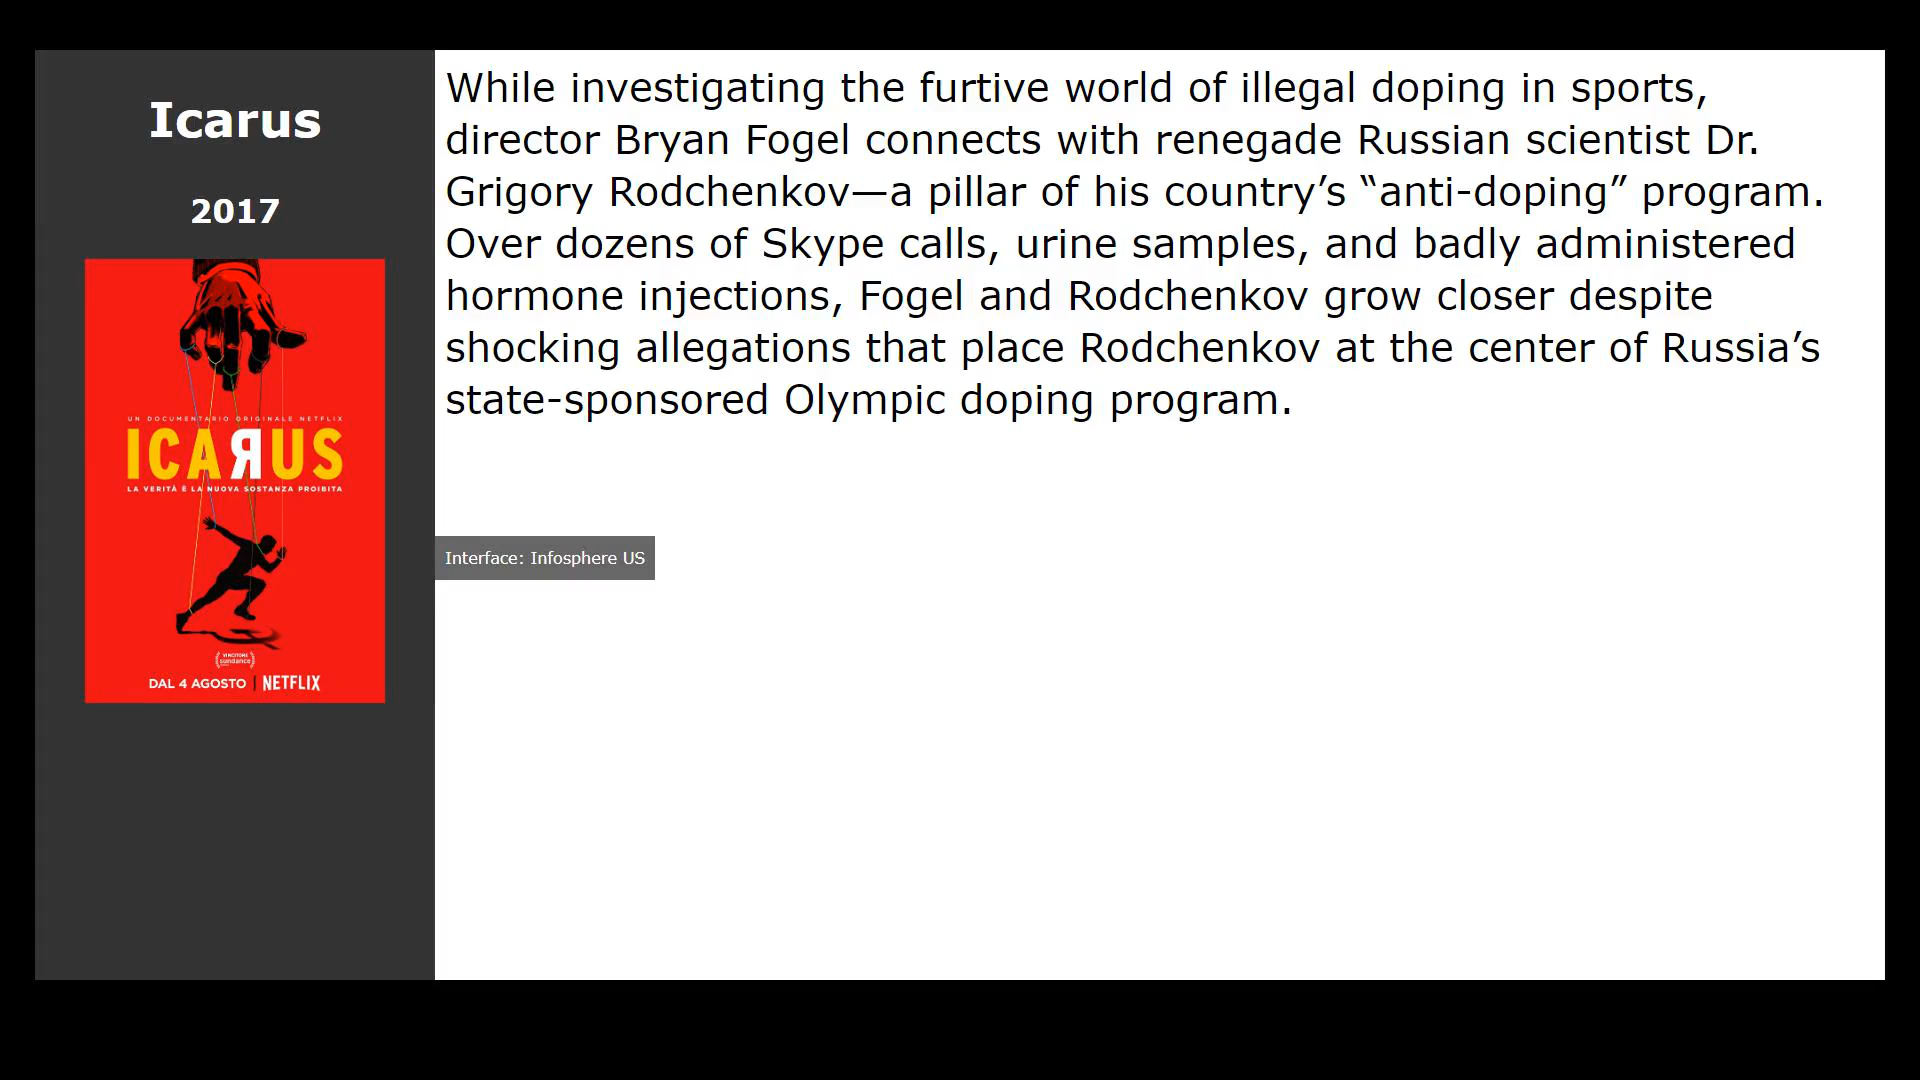 Icarus
2017
UN DOCUMENTARIO ORIGINALE NETFLIX
ICAЯUS
LA VERITÀ È LA NUOVA SOSTANZA PROIBITA
VINCITORE
sundance
DAL 4 AGOSTO | NETFLIX
While investigating the furtive world of illegal doping in sports,
director Bryan Fogel connects with renegade Russian scientist Dr.
Grigory Rodchenkov—a pillar of his country’s “anti-doping” program.
Over dozens of Skype calls, urine samples, and badly administered
hormone injections, Fogel and Rodchenkov grow closer despite
shocking allegations that place Rodchenkov at the center of Russia’s
state-sponsored Olympic doping program.
Interface: Infosphere US